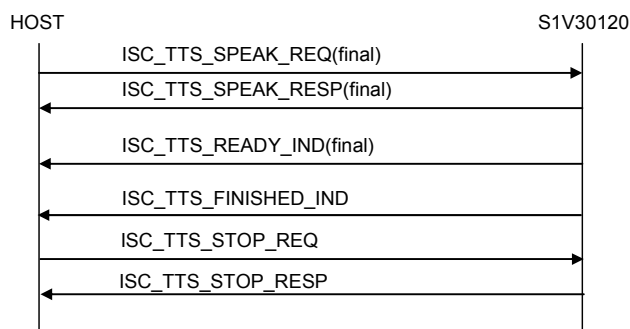 HOST S1V30120
ISC_TTS_SPEAK_REQ(final)
ISC_TTS_SPEAK_RESP(final)
ISC_TTS_READY_IND(final)
ISC_TTS_FINISHED_IND
ISC_TTS_STOP_REQ
ISC_TTS_STOP_RESP